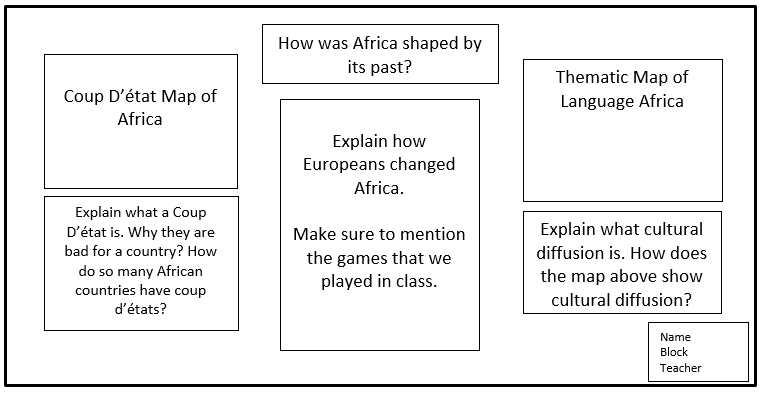 How was Africa shaped by
its past?
Coup D’état Map of
Africa
Explain what a Coup
D’état is. Why they are
bad for a country? How
do so many African
countries have coup
d’états?
Explain how
Europeans changed
Africa.
Make sure to mention
the games that we
played in class.
Thematic Map of
Language Africa
Explain what cultural
diffusion is. How does
the map above show
cultural diffusion?
Name
Block
Teacher